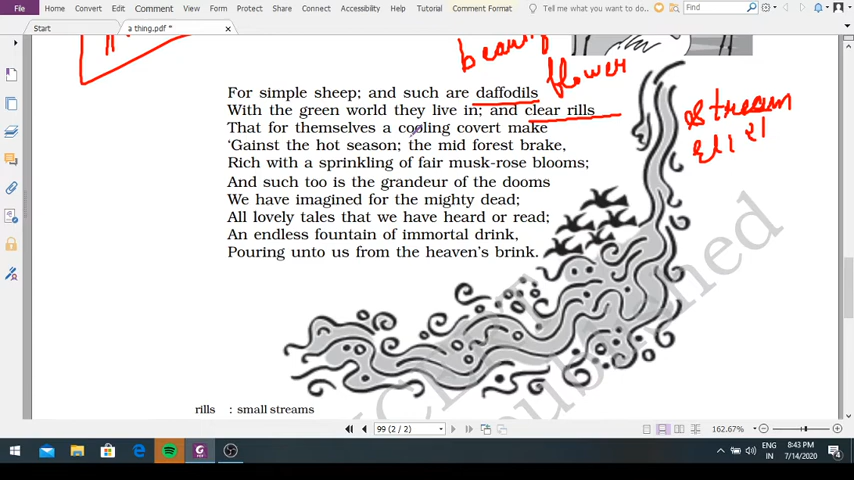 File Home Convert Edit Comment View Form Protect Share Connect Accessibility Help Comment Format Tell me what you want to do... Find
Start a thing.pdf *
beauty
flower
For simple sheep; and such are daffodils
With the green world they live in; and clear rills
That for themselves a cooling covert make
'Gainst the hot season; the mid forest brake,
Rich with a sprinkling of fair musk-rose blooms;
And such too is the grandeur of the dooms
We have imagined for the mighty dead;
All lovely tales that we have heard or read;
An endless fountain of immortal drink,
Pouring unto us from the heaven's brink.
stream
rills : small streams
99 (2 / 2)
162.67%
ENG
IN
8:43 PM
7/14/2020
4